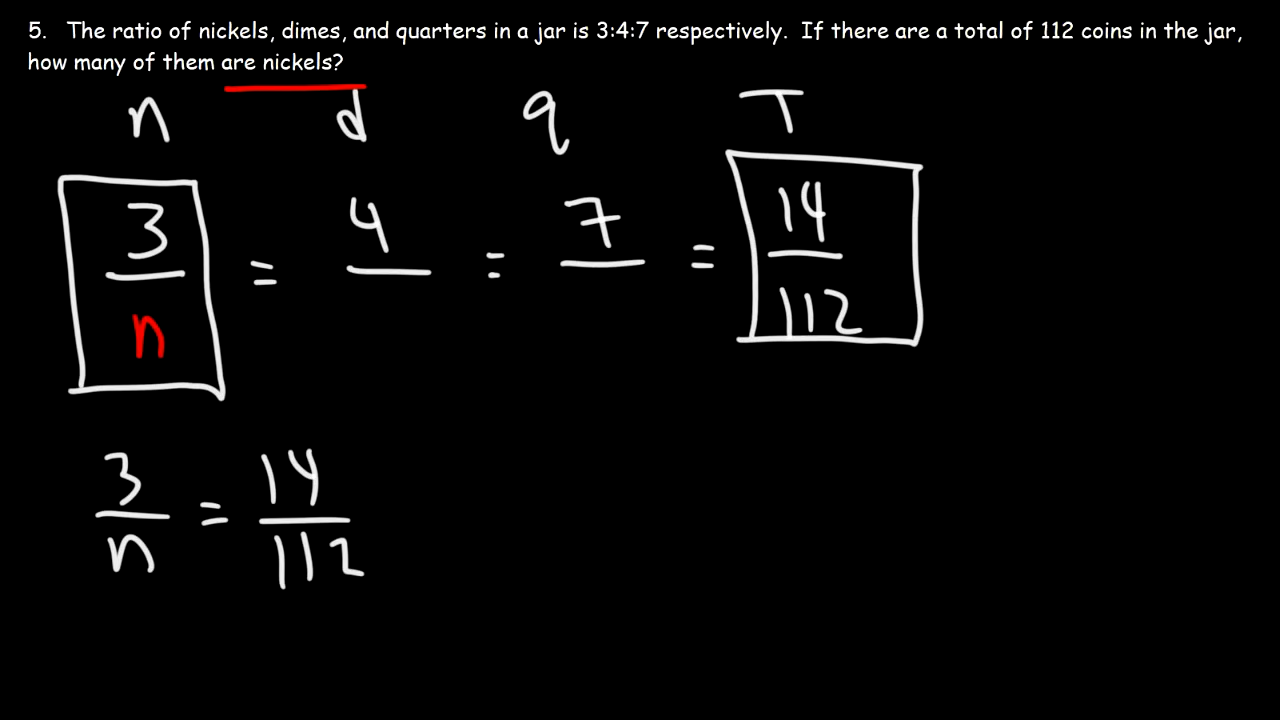 5. The ratio of nickels, dimes, and quarters in a jar is 3:4:7 respectively. If there are a total of 112 coins in the jar,
how many of them are nickels?
n d q T
3 4 7 14
= = =
n 112
3 = 14
n 112